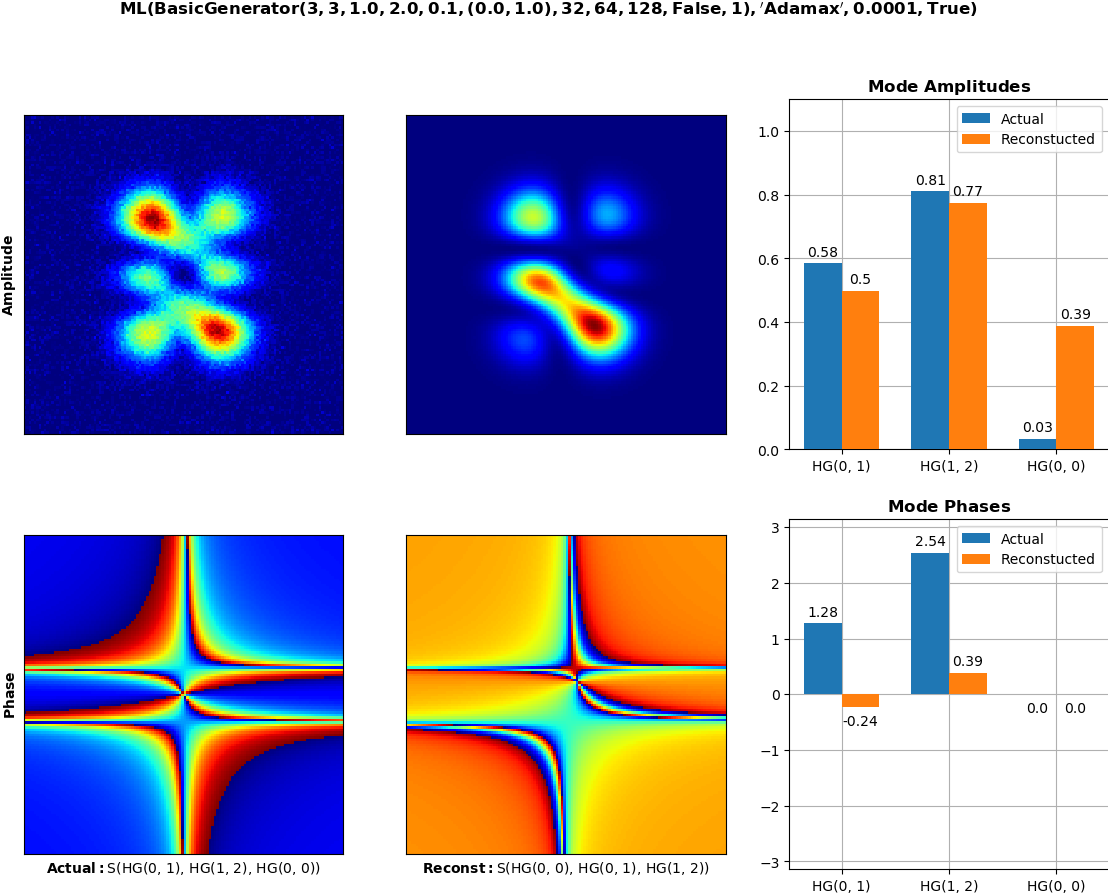 ML(BasicGenerator(3, 3, 1.0, 2.0, 0.1, (0.0, 1.0), 32, 64, 128, False, 1), ′Adamax′, 0.0001, True)
Amplitude
Mode Amplitudes
Actual
Reconstucted
1.0
0.8
0.6
0.4
0.2
0.0
0.58
0.5
0.81
0.77
0.03
0.39
HG(0, 1)
HG(1, 2)
HG(0, 0)
Phase
Actual: S(HG(0, 1), HG(1, 2), HG(0, 0))
Reconst: S(HG(0, 0), HG(0, 1), HG(1, 2))
Mode Phases
Actual
Reconstucted
3
2
1
0
−1
−2
−3
1.28
-0.24
2.54
0.39
0.0
0.0
HG(0, 1)
HG(1, 2)
HG(0, 0)